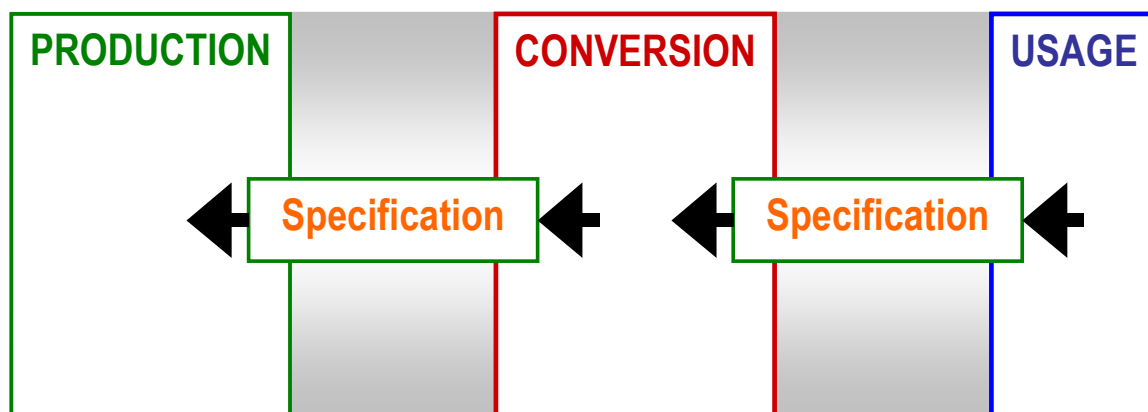 PRODUCTION
CONVERSION
USAGE
Specification
Specification